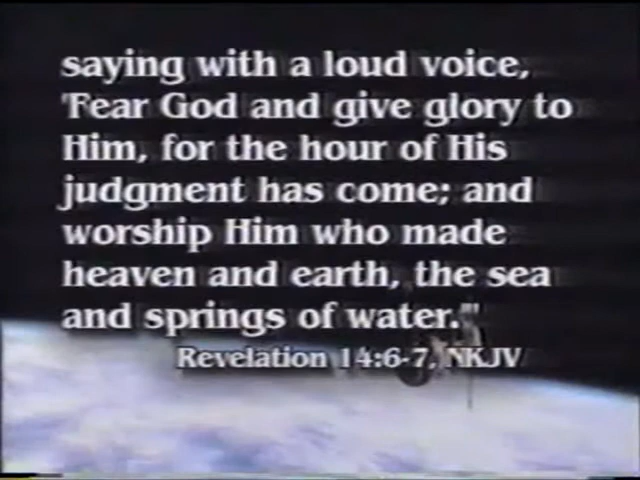 saying with a loud voice,
'Fear God and give glory to
Him, for the hour of His
judgment has come; and
worship Him who made
heaven and earth, the sea
and springs of water.'"
Revelation 14:6-7, NKJV